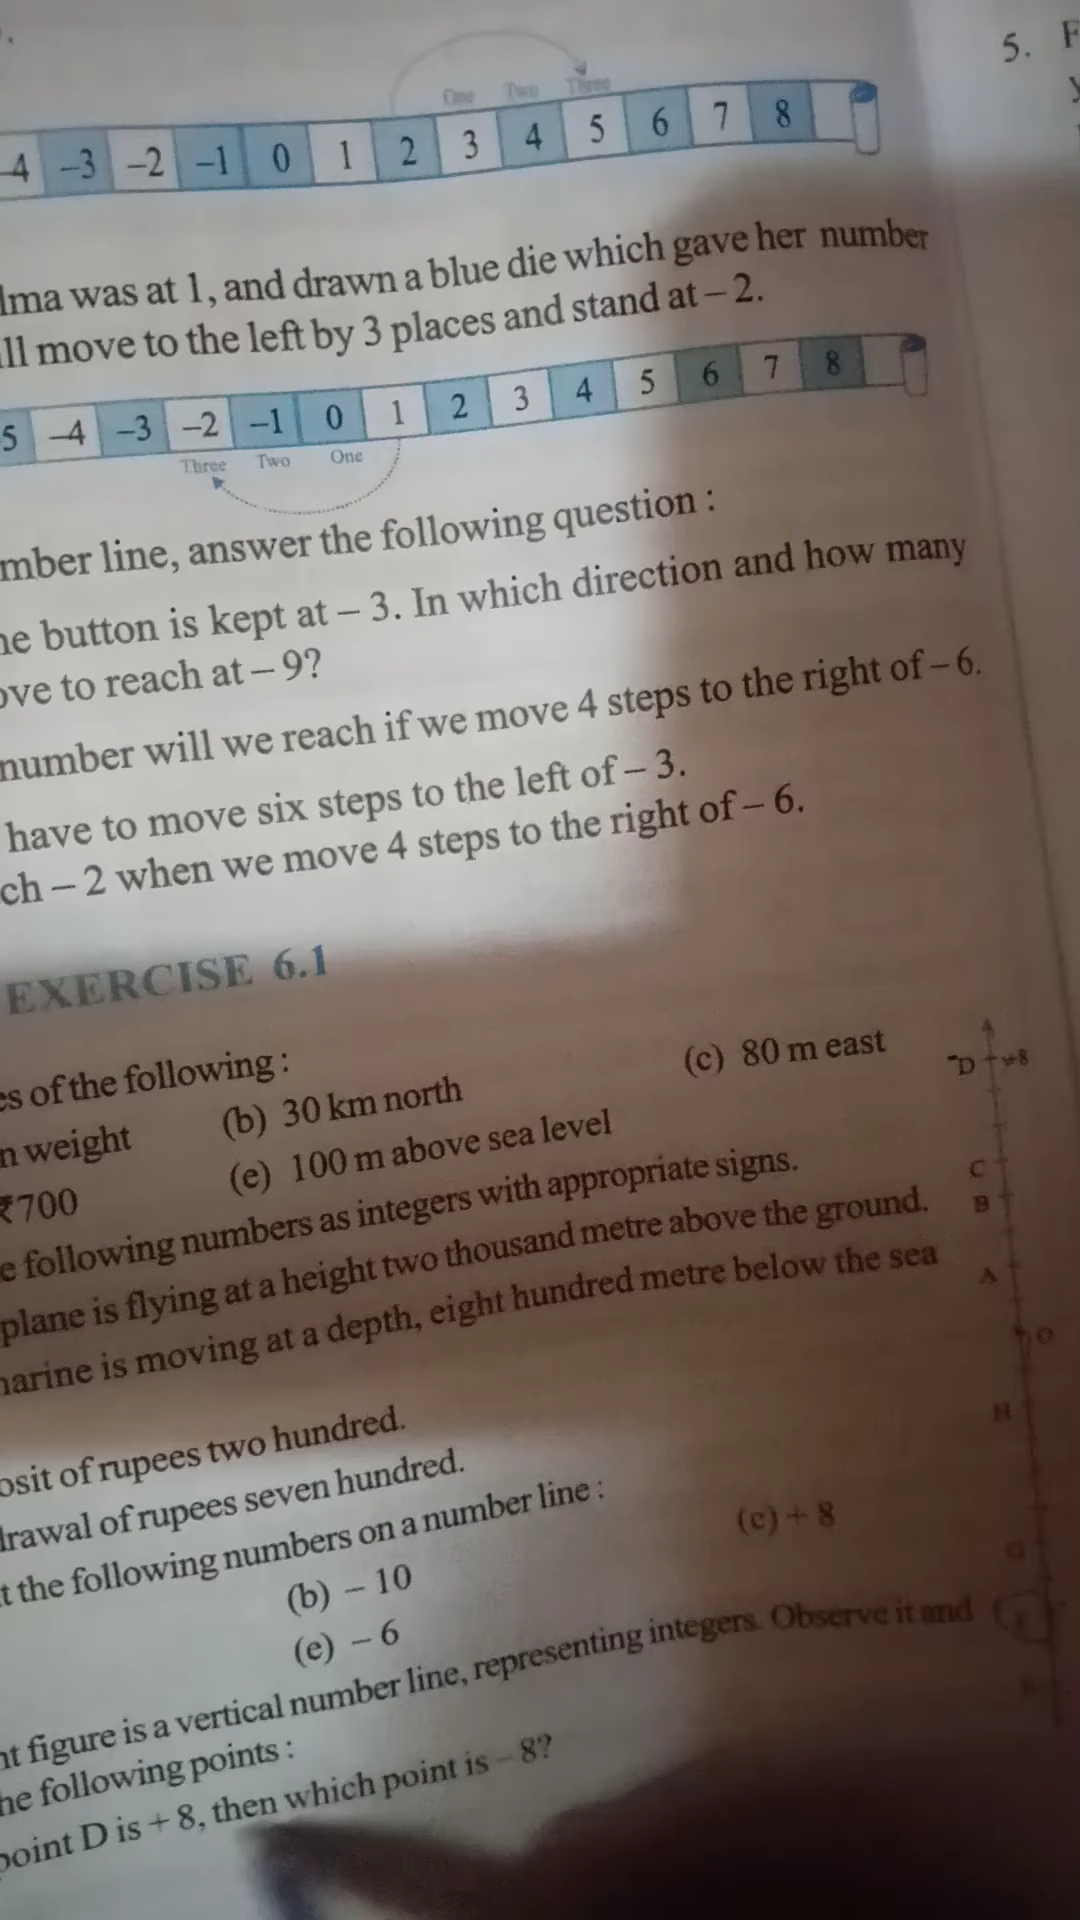 One Two Three
-4 -3 -2 -1 0 1 2 3 4 5 6 7 8
lma was at 1, and drawn a blue die which gave her number
ll move to the left by 3 places and stand at – 2.
5 -4 -3 -2 -1 0 1 2 3 4 5 6 7 8
Three Two One
mber line, answer the following question :
he button is kept at – 3. In which direction and how many
ove to reach at – 9?
number will we reach if we move 4 steps to the right of – 6.
have to move six steps to the left of – 3.
ch – 2 when we move 4 steps to the right of – 6.
EXERCISE 6.1
es of the following :
n weight (b) 30 km north (c) 80 m east
₹700 (e) 100 m above sea level
e following numbers as integers with appropriate signs.
plane is flying at a height two thousand metre above the ground.
marine is moving at a depth, eight hundred metre below the sea
osit of rupees two hundred.
drawal of rupees seven hundred.
t the following numbers on a number line :
(b) – 10 (c) + 8
(e) – 6
nt figure is a vertical number line, representing integers. Observe it and
he following points :
point D is + 8, then which point is – 8?
5. F
D +8
C
B
A
O
H
G